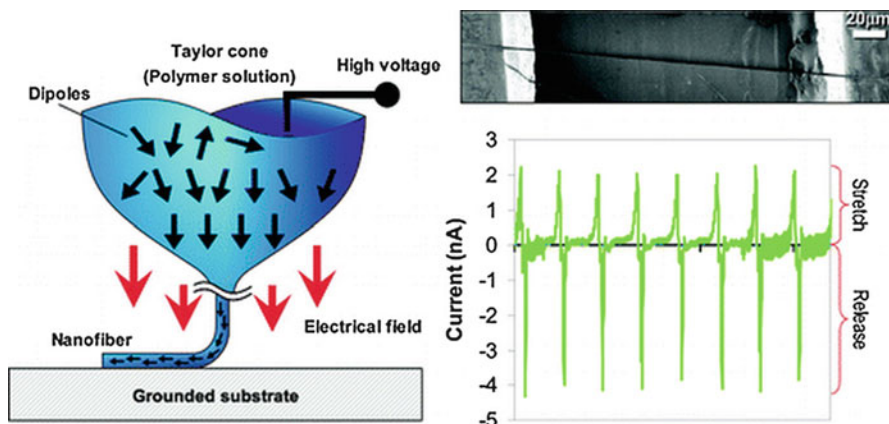 Taylor cone
(Polymer solution)
High voltage
Dipoles
Nanofiber
Electrical field
Grounded substrate
20μm
3
2
1
0
-1
-2
-3
-4
-5
Current (nA)
Stretch
Release